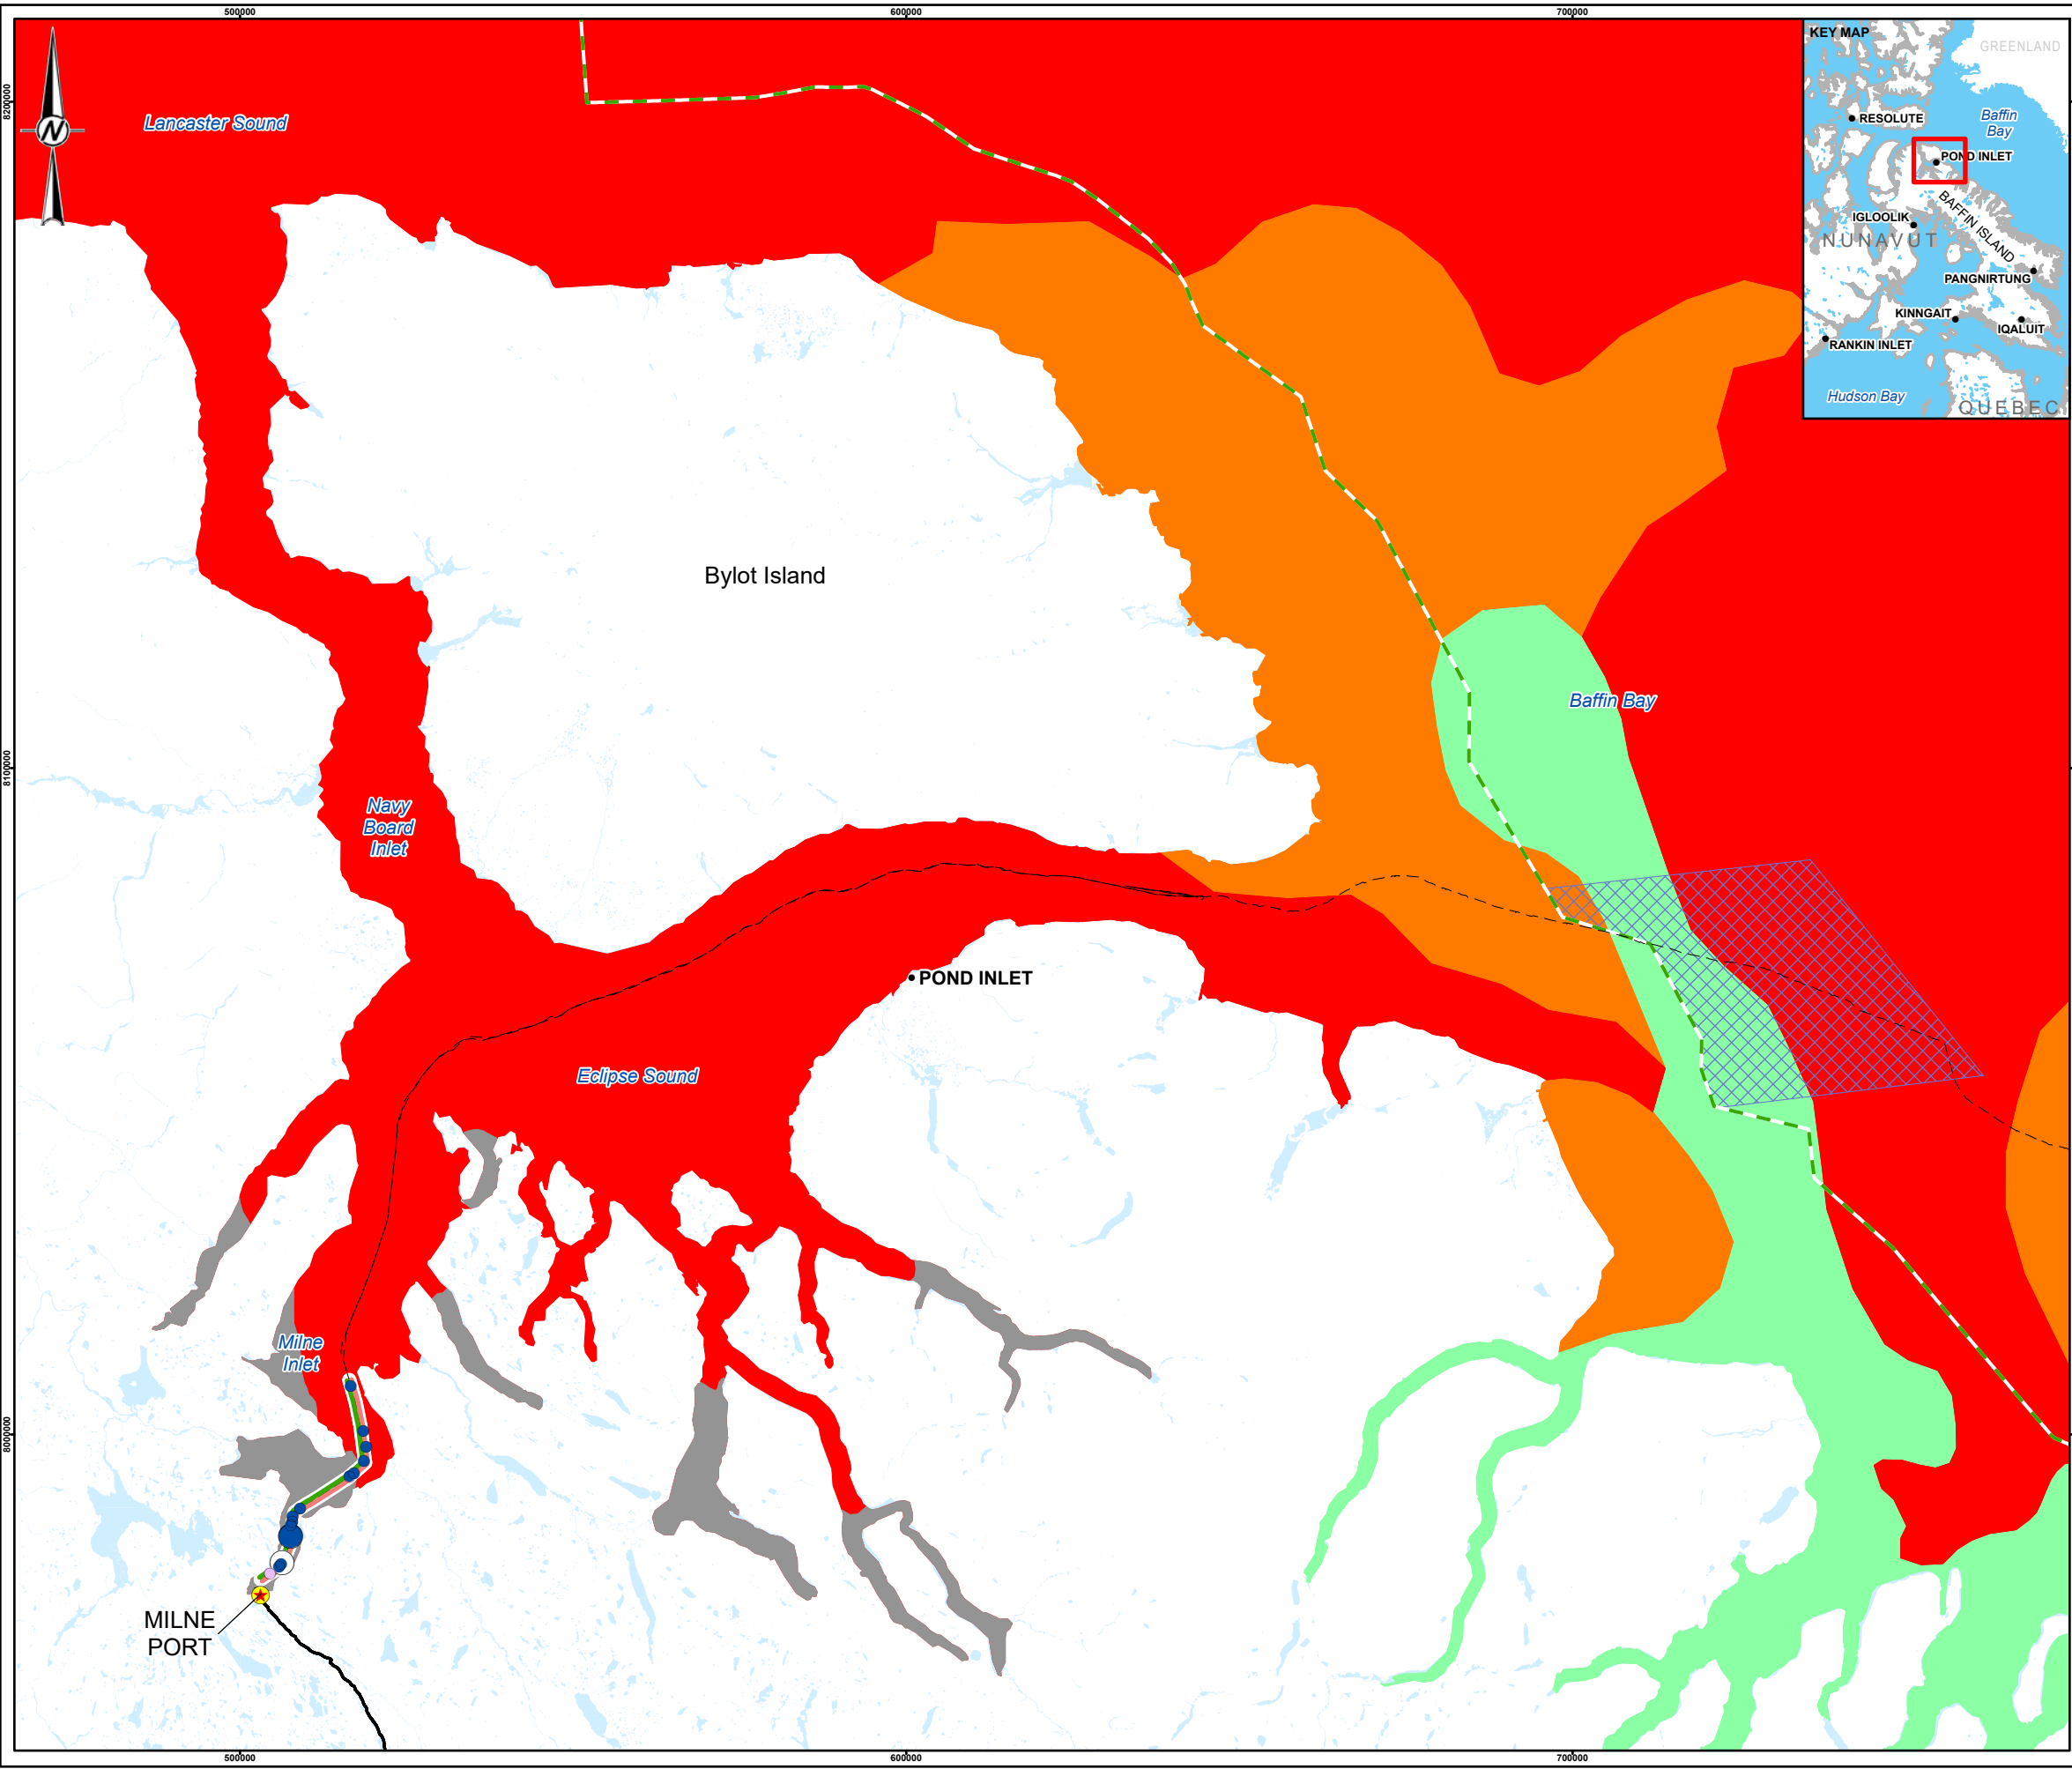 500000
600000
700000
8200000
8100000
8000000
Lancaster Sound
KEY MAP
GREENLAND
Baffin
Bay
RESOLUTE
POND INLET
BAFFIN ISLAND
IGLOOLIK
NUNAVUT
PANGNIRTUNG
KINNGAIT
IQALUIT
RANKIN INLET
Hudson Bay
QUEBEC
N
Bylot Island
Baffin Bay
Navy
Board
Inlet
POND INLET
Eclipse Sound
Milne
Inlet
MILNE
PORT
500000
600000
700000